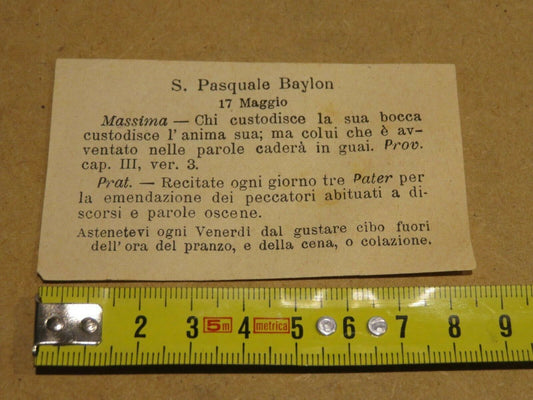 S. Pasquale Baylon
17 Maggio
Massima — Chi custodisce la sua bocca
custodisce l'anima sua; ma colui che è av-
ventato nelle parole caderà in guai. Prov.
cap. III, ver. 3.
Prat. — Recitate ogni giorno tre Pater per
la emendazione dei peccatori abituati a di-
scorsi e parole oscene.
Astenetevi ogni Venerdi dal gustare cibo fuori
dell'ora del pranzo, e della cena, o colazione.
2 3 5m 4 metrica 5 6 7 8 9